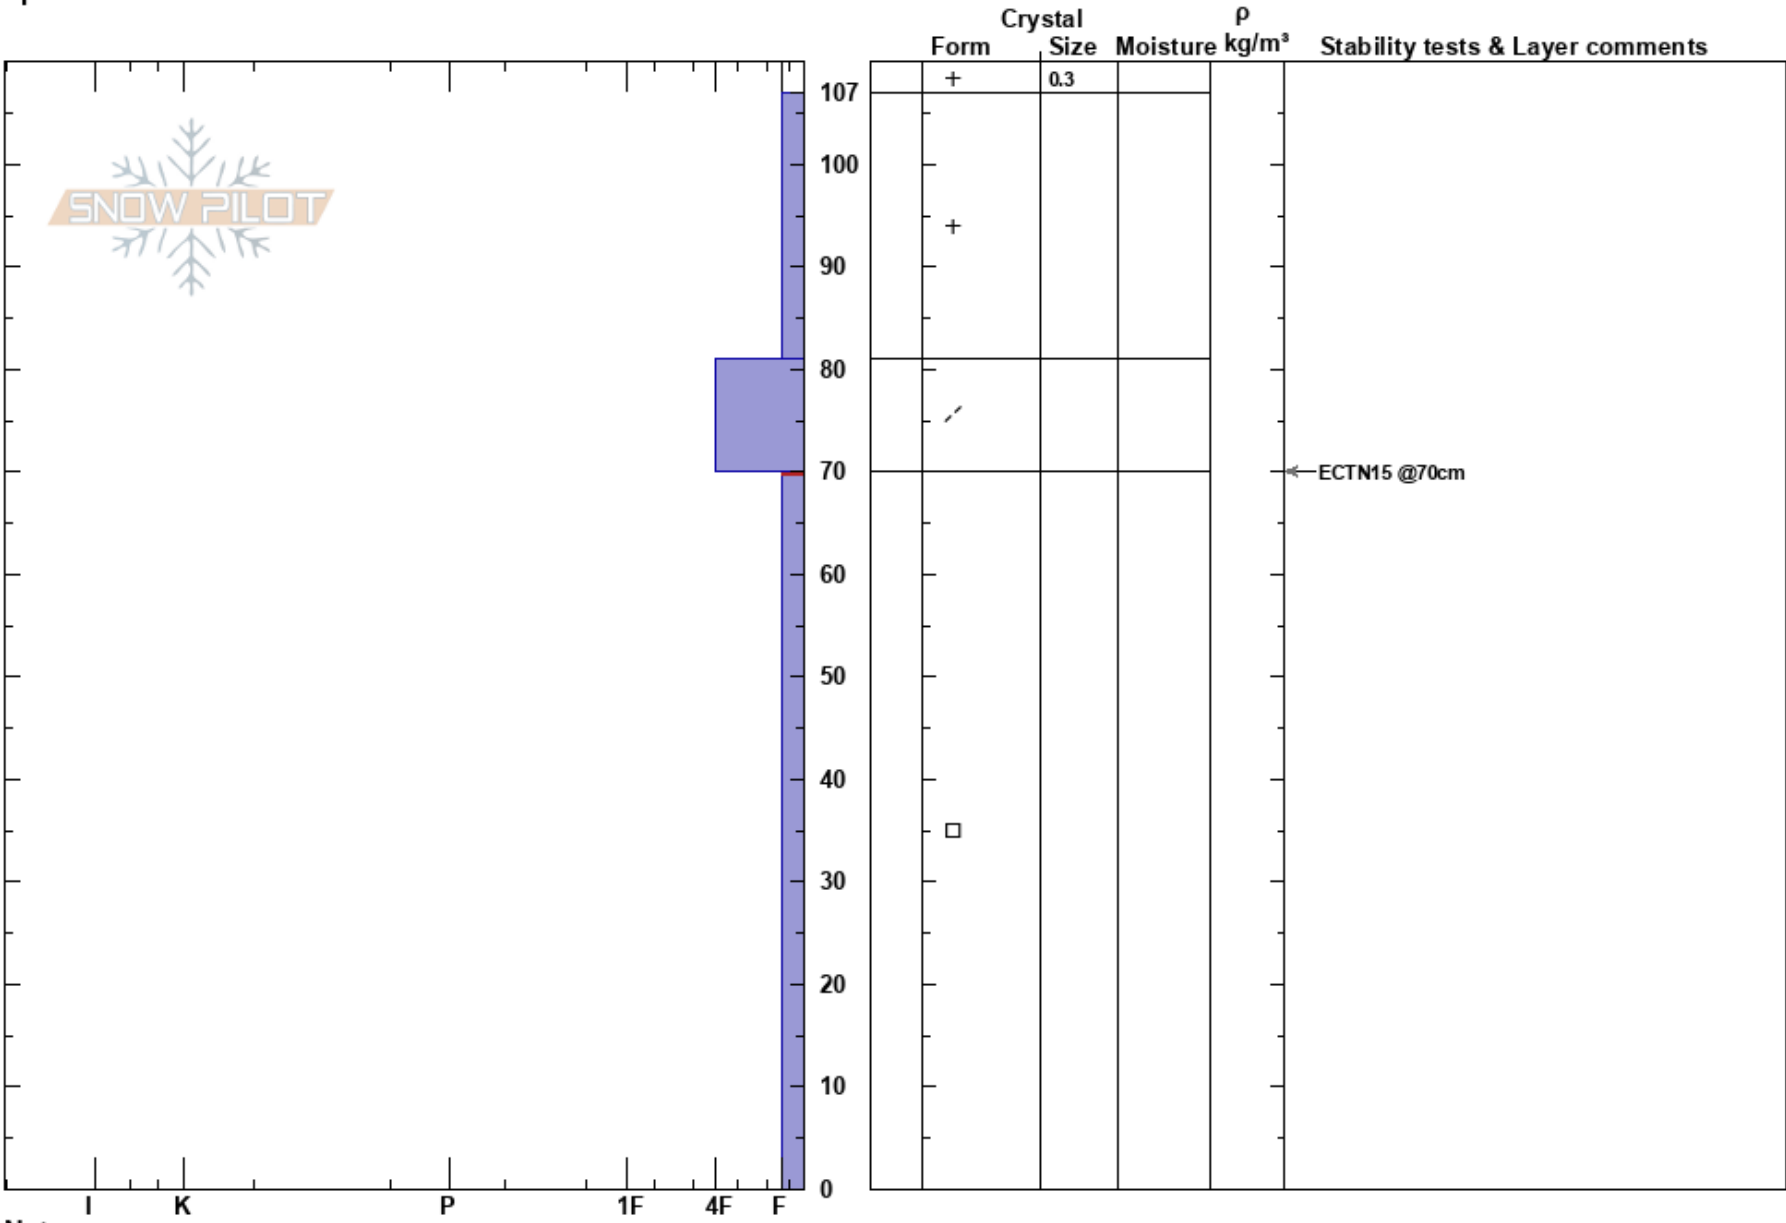 Crystal
ρ
Form Size Moisture kg/m³ Stability tests & Layer comments
+ 0.3
107
SNOW PILOT
100
+
90
80
70
ECTN15 @70cm
60
50
40
30
20
10
0
I K P 1F 4F F